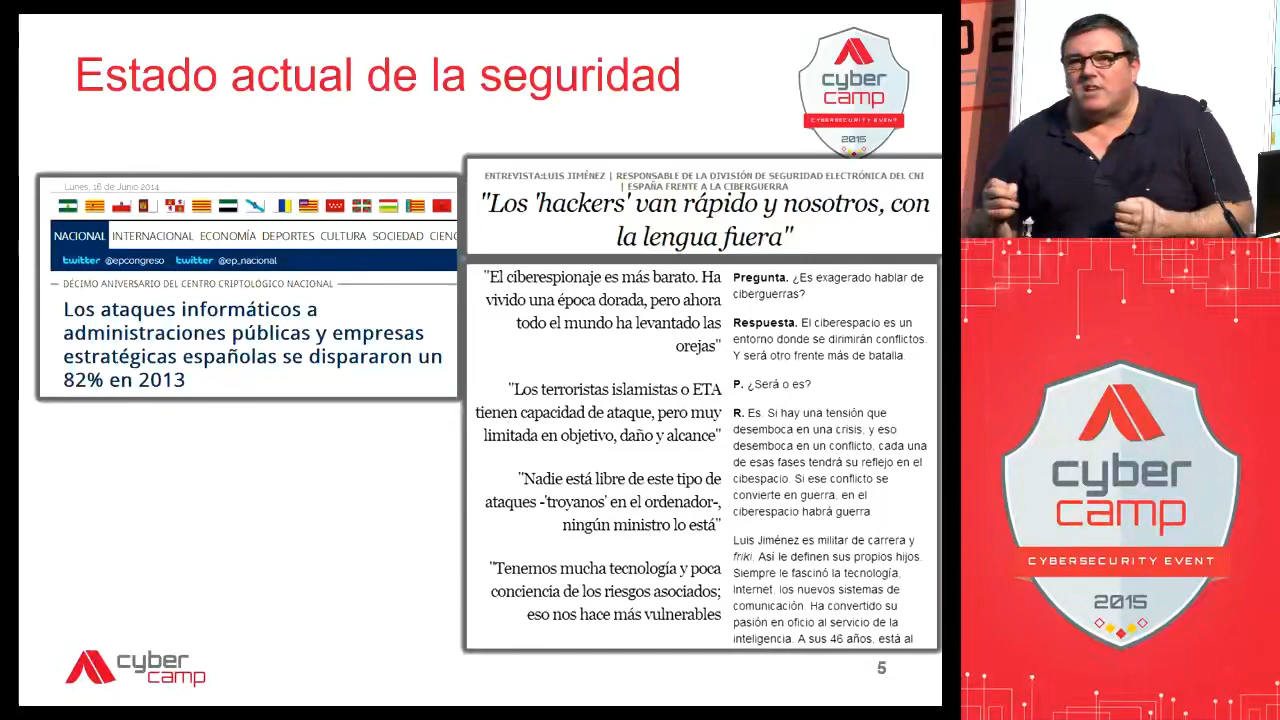 Estado actual de la seguridad
cyber
camp
CYBERSECURITY EVENT
2015
Lunes, 16 de Junio 2014
NACIONAL INTERNACIONAL ECONOMÍA DEPORTES CULTURA SOCIEDAD CIENC
twitter @epcongreso twitter @ep_nacional
DÉCIMO ANIVERSARIO DEL CENTRO CRIPTOLÓGICO NACIONAL
Los ataques informáticos a
administraciones públicas y empresas
estratégicas españolas se dispararon un
82% en 2013
ENTREVISTA:LUIS JIMÉNEZ | RESPONSABLE DE LA DIVISIÓN DE SEGURIDAD ELECTRÓNICA DEL CNI
| ESPAÑA FRENTE A LA CIBERGUERRA
"Los 'hackers' van rápido y nosotros, con
la lengua fuera"
"El ciberespionaje es más barato. Ha
vivido una época dorada, pero ahora
todo el mundo ha levantado las
orejas"
"Los terroristas islamistas o ETA
tienen capacidad de ataque, pero muy
limitada en objetivo, daño y alcance"
"Nadie está libre de este tipo de
ataques -'troyanos' en el ordenador-,
ningún ministro lo está"
"Tenemos mucha tecnología y poca
conciencia de los riesgos asociados;
eso nos hace más vulnerables
Pregunta. ¿Es exagerado hablar de
ciberguerras?
Respuesta. El ciberespacio es un
entorno donde se dirimirán conflictos.
Y será otro frente más de batalla.
P. ¿Será o es?
R. Es. Si hay una tensión que
desemboca en una crisis, y eso
desemboca en un conflicto, cada una
de esas fases tendrá su reflejo en el
cibespacio. Si ese conflicto se
convierte en guerra, en el
ciberespacio habrá guerra
Luis Jiménez es militar de carrera y
friki. Así le definen sus propios hijos.
Siempre le fascinó la tecnología,
Internet, los nuevos sistemas de
comunicación. Ha convertido su
pasión en oficio al servicio de la
inteligencia. A sus 46 años, está al
cyber
camp
5
cyber
camp
CYBERSECURITY EVENT
2015